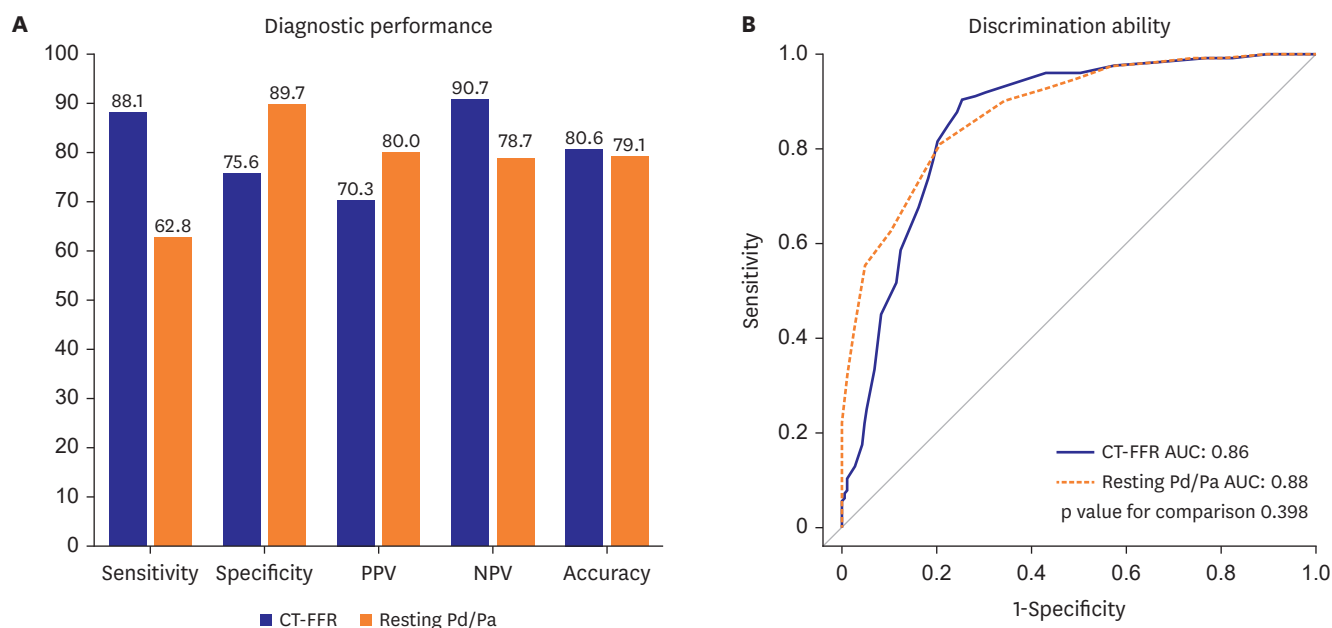 A
Diagnostic performance
100
90
80
70
60
50
40
30
20
10
0
88.1
62.8
75.6
89.7
70.3
80.0
90.7
78.7
80.6
79.1
Sensitivity
Specificity
PPV
NPV
Accuracy
CT-FFR
Resting Pd/Pa
B
Discrimination ability
Sensitivity
1.0
0.8
0.6
0.4
0.2
0
CT-FFR AUC: 0.86
Resting Pd/Pa AUC: 0.88
p value for comparison 0.398
0
0.2
0.4
0.6
0.8
1.0
1-Specificity